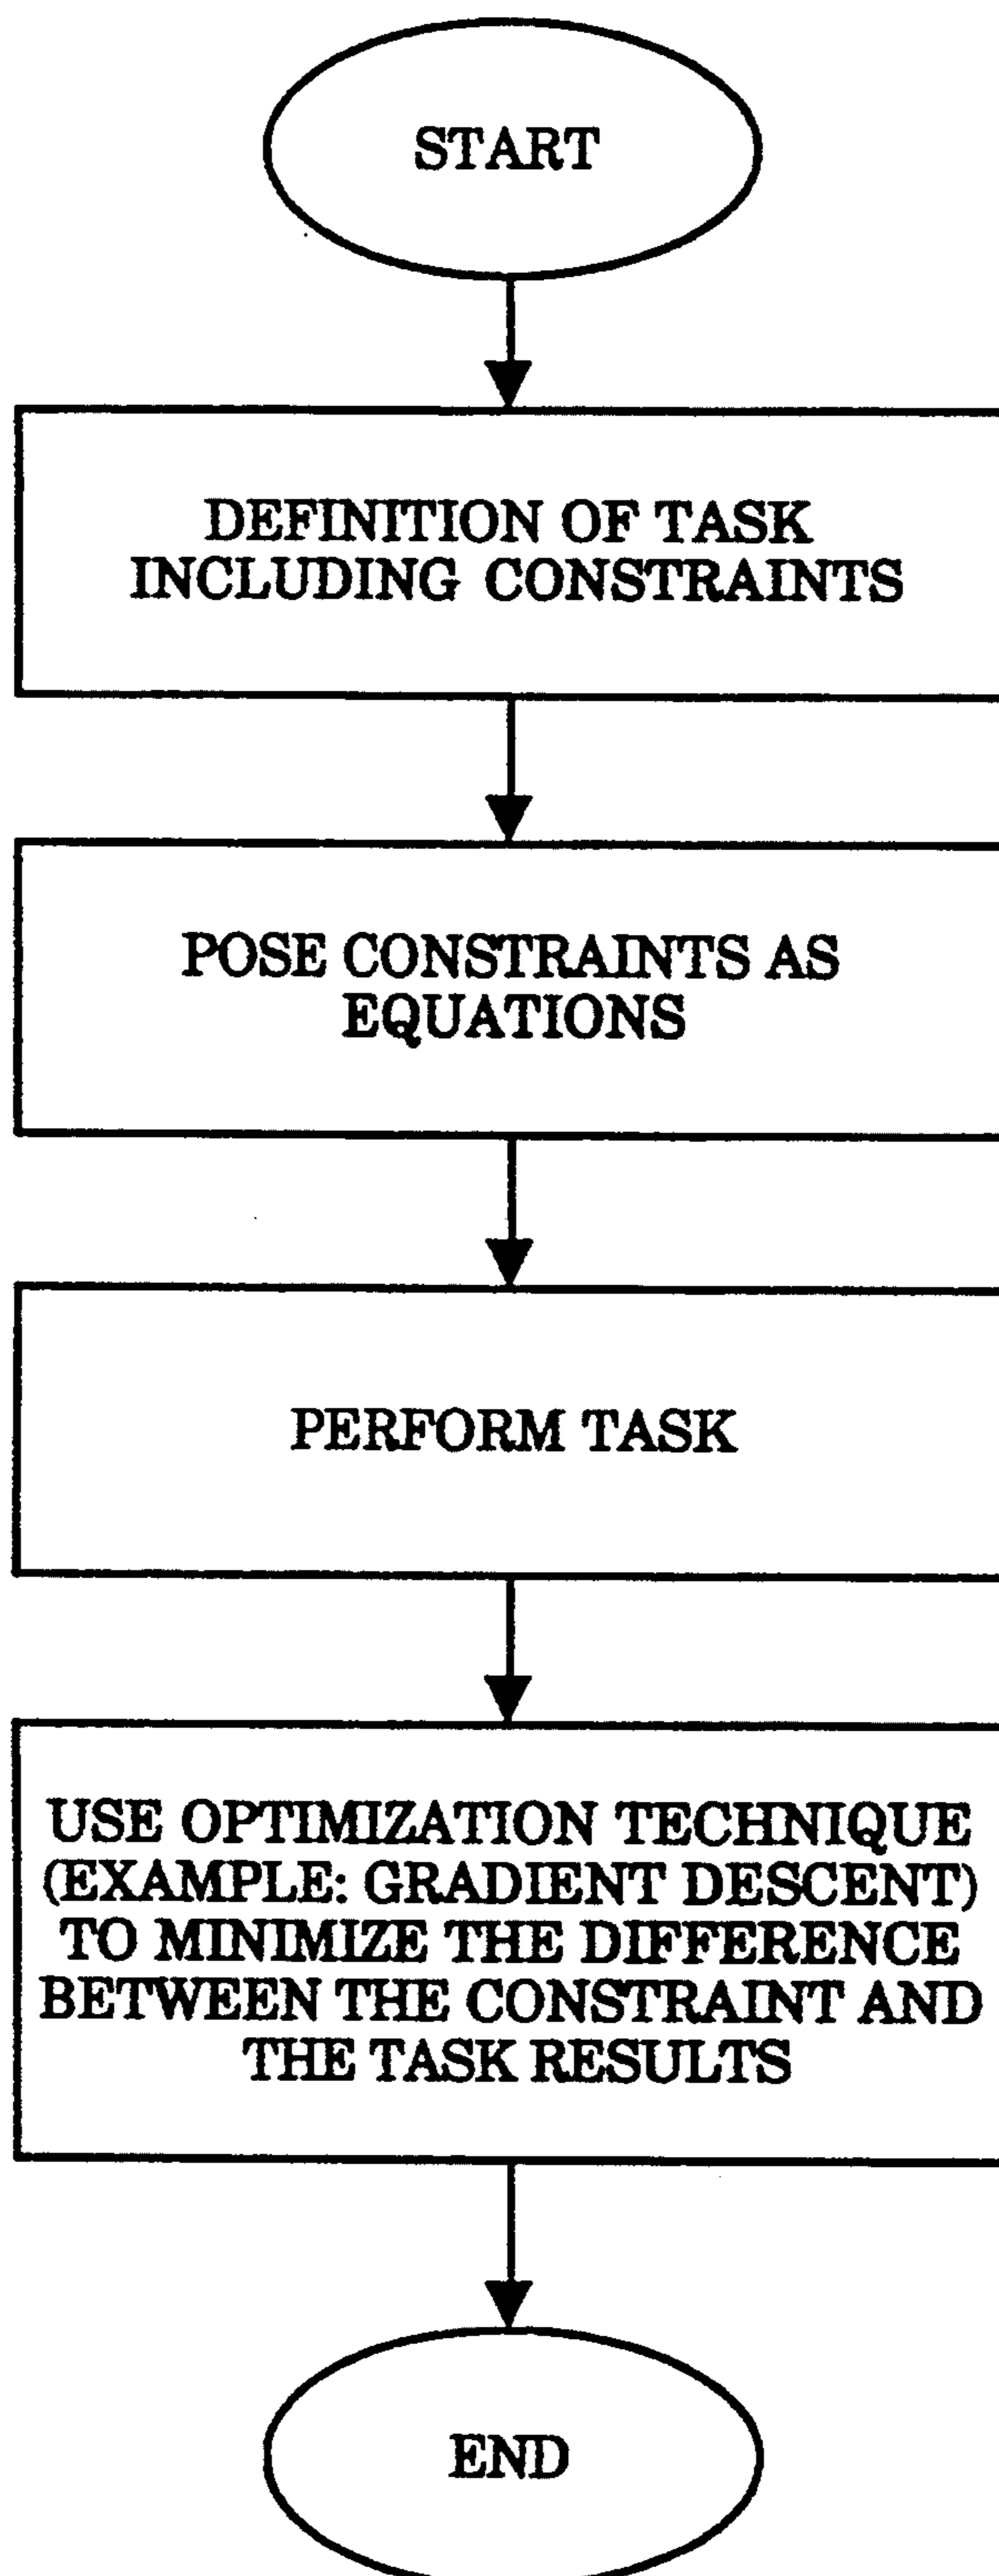 START
DEFINITION OF TASK
INCLUDING CONSTRAINTS
POSE CONSTRAINTS AS
EQUATIONS
PERFORM TASK
USE OPTIMIZATION TECHNIQUE
(EXAMPLE: GRADIENT DESCENT)
TO MINIMIZE THE DIFFERENCE
BETWEEN THE CONSTRAINT AND
THE TASK RESULTS
END